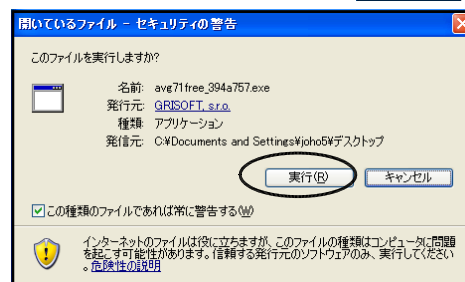 開いているファイル - セキュリティの警告
このファイルを実行しますか?
名前: avg71free_394a757.exe
発行元: GRISOFT, s.r.o.
種類: アプリケーション
発信元: C:¥Documents and Settings¥joho5¥デスクトップ
実行(R) キャンセル
この種類のファイルであれば常に警告する(W)
インターネットのファイルは役に立ちますが、このファイルの種類はコンピュータに問題
を起こす可能性があります。信頼する発行元のソフトウェアのみ、実行してください
。危険性の説明